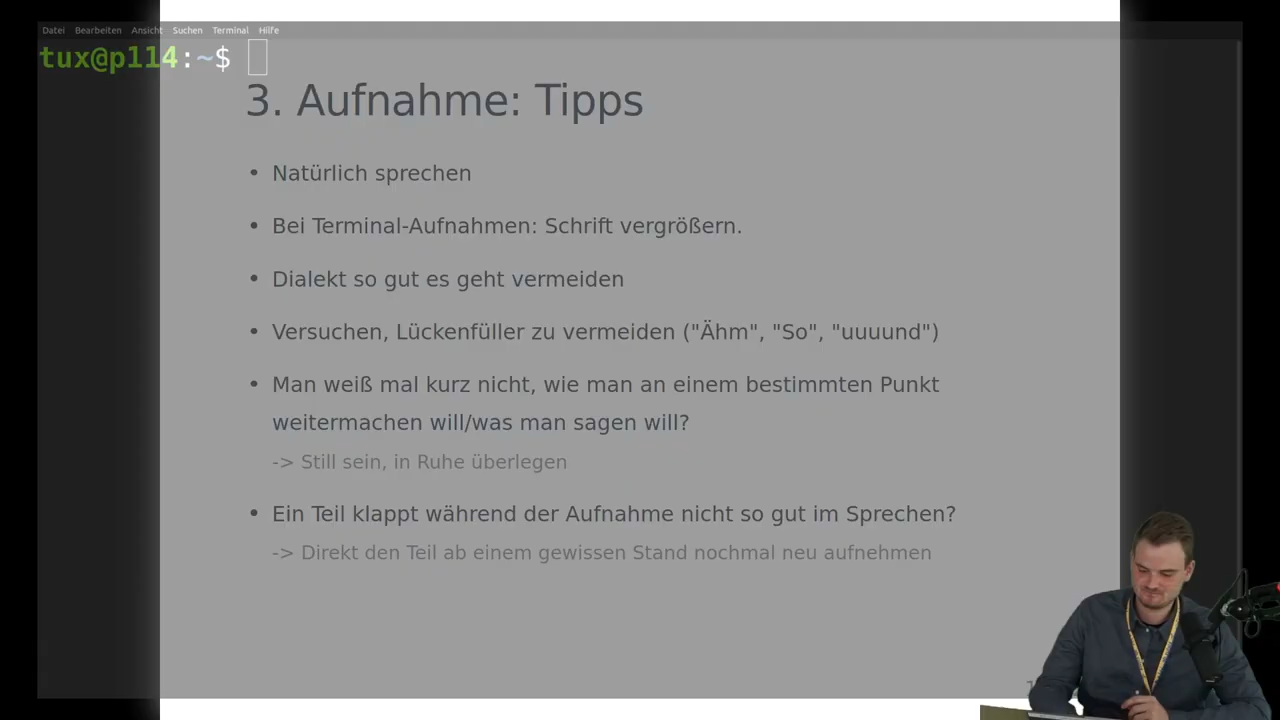 Datei Bearbeiten Ansicht Suchen Terminal Hilfe
tux@p114:~$
3. Aufnahme: Tipps
• Natürlich sprechen
• Bei Terminal-Aufnahmen: Schrift vergrößern.
• Dialekt so gut es geht vermeiden
• Versuchen, Lückenfüller zu vermeiden ("Ähm", "So", "uuuund")
• Man weiß mal kurz nicht, wie man an einem bestimmten Punkt
weitermachen will/was man sagen will?
-> Still sein, in Ruhe überlegen
• Ein Teil klappt während der Aufnahme nicht so gut im Sprechen?
-> Direkt den Teil ab einem gewissen Stand nochmal neu aufnehmen